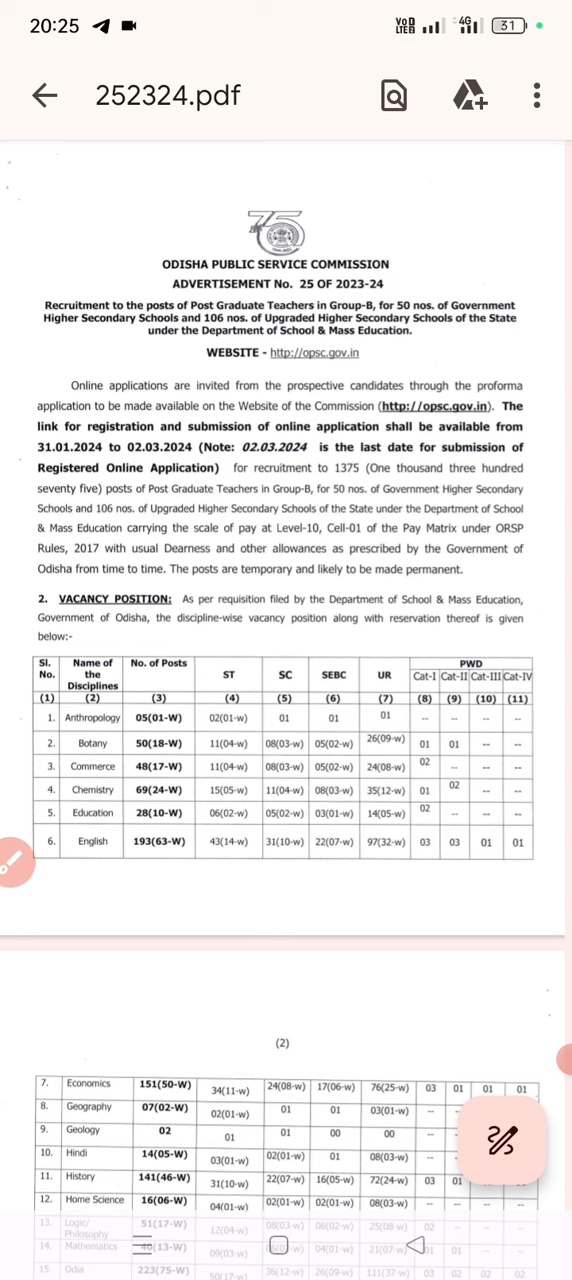 20:25
VoD LTE2 4G 31
252324.pdf
75
ODISHA PUBLIC SERVICE COMMISSION
ADVERTISEMENT No. 25 OF 2023-24
Recruitment to the posts of Post Graduate Teachers in Group-B, for 50 nos. of Government
Higher Secondary Schools and 106 nos. of Upgraded Higher Secondary Schools of the State
under the Department of School & Mass Education.
WEBSITE - http://opsc.gov.in
Online applications are invited from the prospective candidates through the proforma
application to be made available on the Website of the Commission (http://opsc.gov.in). The
link for registration and submission of online application shall be available from
31.01.2024 to 02.03.2024 (Note: 02.03.2024 is the last date for submission of
Registered Online Application) for recruitment to 1375 (One thousand three hundred
seventy five) posts of Post Graduate Teachers in Group-B, for 50 nos. of Government Higher Secondary
Schools and 106 nos. of Upgraded Higher Secondary Schools of the State under the Department of School
& Mass Education carrying the scale of pay at Level-10, Cell-01 of the Pay Matrix under ORSP
Rules, 2017 with usual Dearness and other allowances as prescribed by the Government of
Odisha from time to time. The posts are temporary and likely to be made permanent.
2. VACANCY POSITION: As per requisition filed by the Department of School & Mass Education,
Government of Odisha, the discipline-wise vacancy position along with reservation thereof is given
below:-
Sl. No. Name of the Disciplines No. of Posts ST SC SEBC UR PWD
Cat-I Cat-II Cat-III Cat-IV
(1) (2) (3) (4) (5) (6) (7) (8) (9) (10) (11)
1. Anthropology 05(01-W) 02(01-w) 01 01 01 -- -- -- --
2. Botany 50(18-W) 11(04-w) 08(03-w) 05(02-w) 26(09-w) 01 01 -- --
3. Commerce 48(17-W) 11(04-w) 08(03-w) 05(02-w) 24(08-w) 02 -- -- --
4. Chemistry 69(24-W) 15(05-w) 11(04-w) 08(03-w) 35(12-w) 01 02 -- --
5. Education 28(10-W) 06(02-w) 05(02-w) 03(01-w) 14(05-w) 02 -- -- --
6. English 193(63-W) 43(14-w) 31(10-w) 22(07-w) 97(32-w) 03 03 01 01
(2)
7. Economics 151(50-W) 34(11-w) 24(08-w) 17(06-w) 76(25-w) 03 01 01 01
8. Geography 07(02-W) 02(01-w) 01 01 03(01-w) -- -
9. Geology 02 01 01 00 00 -- -
10. Hindi 14(05-W) 03(01-w) 02(01-w) 01 08(03-w) -- -
11. History 141(46-W) 31(10-w) 22(07-w) 16(05-w) 72(24-w) 03 01
12. Home Science 16(06-W) 04(01-w) 02(01-w) 02(01-w) 08(03-w) -- -- -- --
13. Logic/ Philosophy 51(17-W) 12(04-w) 08(03-w) 06(02-w) 25(08-w) 02 -- -- --
14. Mathematics 40(13-W) 09(03-w) 04(01-w) 21(07-w) 01 01 -- --
15. Odia 223(75-W) 50(17-w) 36(12-w) 26(09-w) 111(37-w) 03 02 02 02